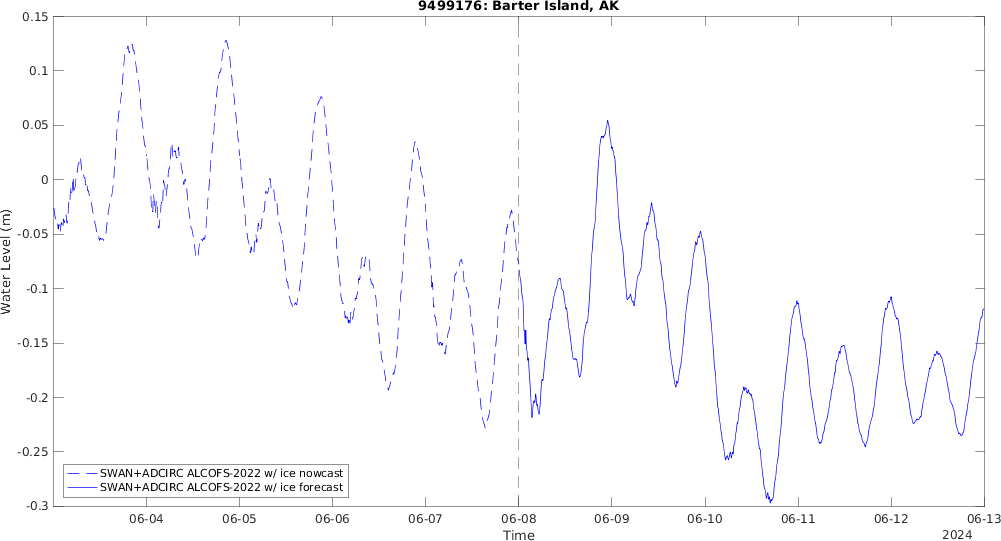 9499176: Barter Island, AK
0.15
0.1
0.05
0
-0.05
-0.1
-0.15
-0.2
-0.25
-0.3
Water Level (m)
SWAN+ADCIRC ALCOFS-2022 w/ ice nowcast
SWAN+ADCIRC ALCOFS-2022 w/ ice forecast
06-04 06-05 06-06 06-07 06-08 06-09 06-10 06-11 06-12 06-13
Time
2024